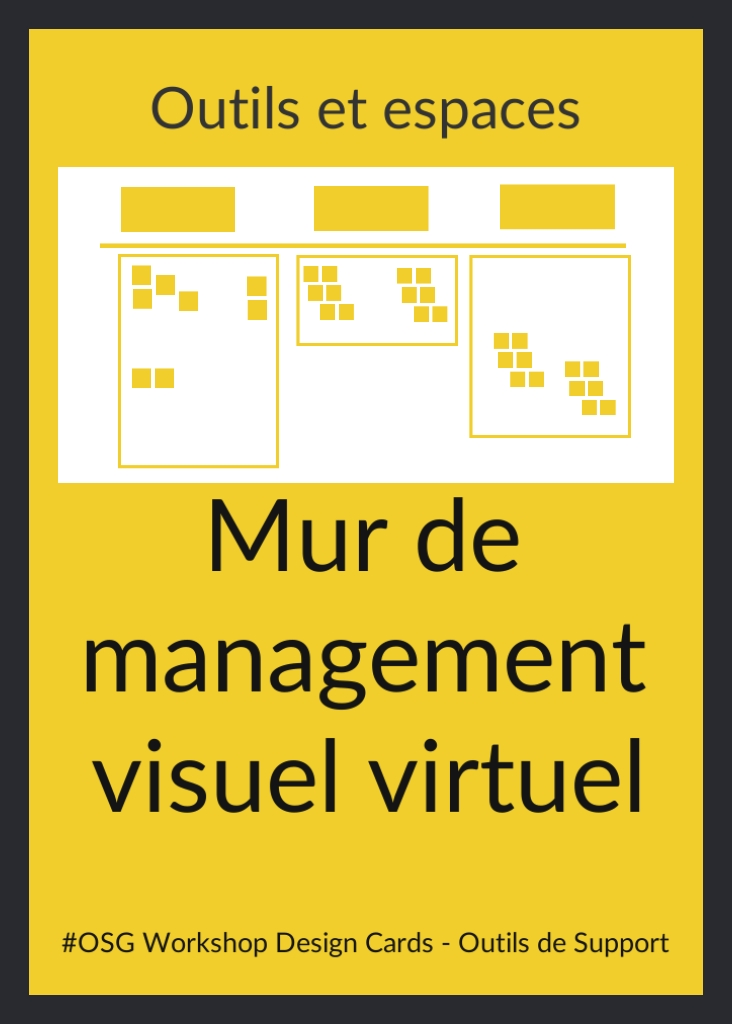 Outils et espaces
Mur de
management
visuel virtuel
#OSG Workshop Design Cards - Outils de Support